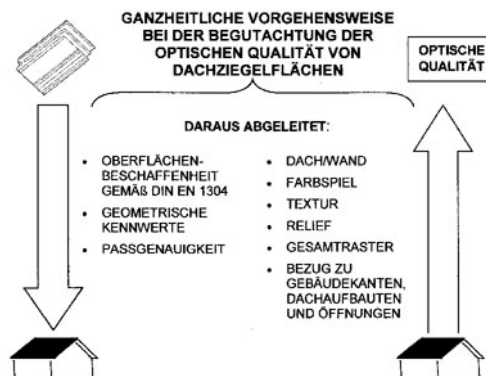 GANZHEITLICHE VORGEHENSWEISE
BEI DER BEGUTACHTUNG DER
OPTISCHEN QUALITÄT VON
DACHZIEGELFLÄCHEN
OPTISCHE
QUALITÄT
DARAUS ABGELEITET:
• OBERFLÄCHEN-
BESCHAFFENHEIT
GEMÄß DIN EN 1304
• GEOMETRISCHE
KENNWERTE
• PASSGENAUIGKEIT
• DACH/WAND
• FARBSPIEL
• TEXTUR
• RELIEF
• GESAMTRASTER
• BEZUG ZU
GEBÄUDEKANTEN,
DACHAUFBAUTEN
UND ÖFFNUNGEN